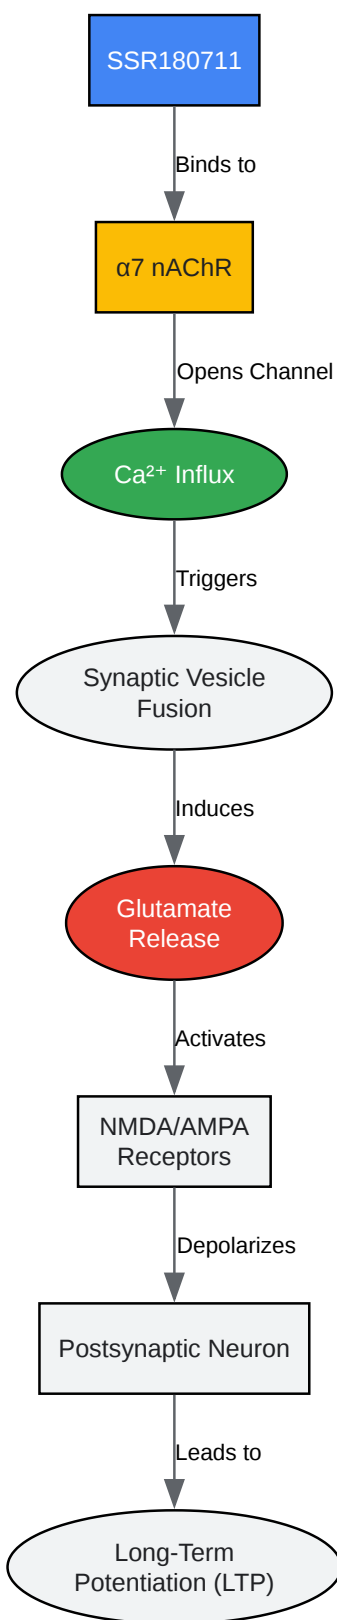 SSR180711
Binds to
α7 nAChR
Opens Channel
Ca²⁺ Influx
Triggers
Synaptic Vesicle
Fusion
Induces
Glutamate
Release
Activates
NMDA/AMPA
Receptors
Depolarizes
Postsynaptic Neuron
Leads to
Long-Term
Potentiation (LTP)